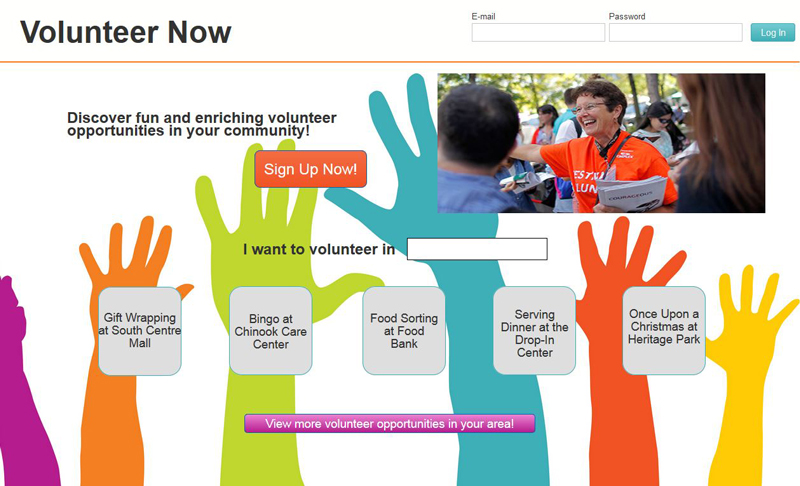 Volunteer Now
E-mail
Password
Log In
Discover fun and enriching volunteer
opportunities in your community!
Sign Up Now!
COURAGEOUS
I want to volunteer in
Gift Wrapping
at South Centre
Mall
Bingo at
Chinook Care
Center
Food Sorting
at Food
Bank
Serving
Dinner at the
Drop-In
Center
Once Upon a
Christmas at
Heritage Park
View more volunteer opportunities in your area!